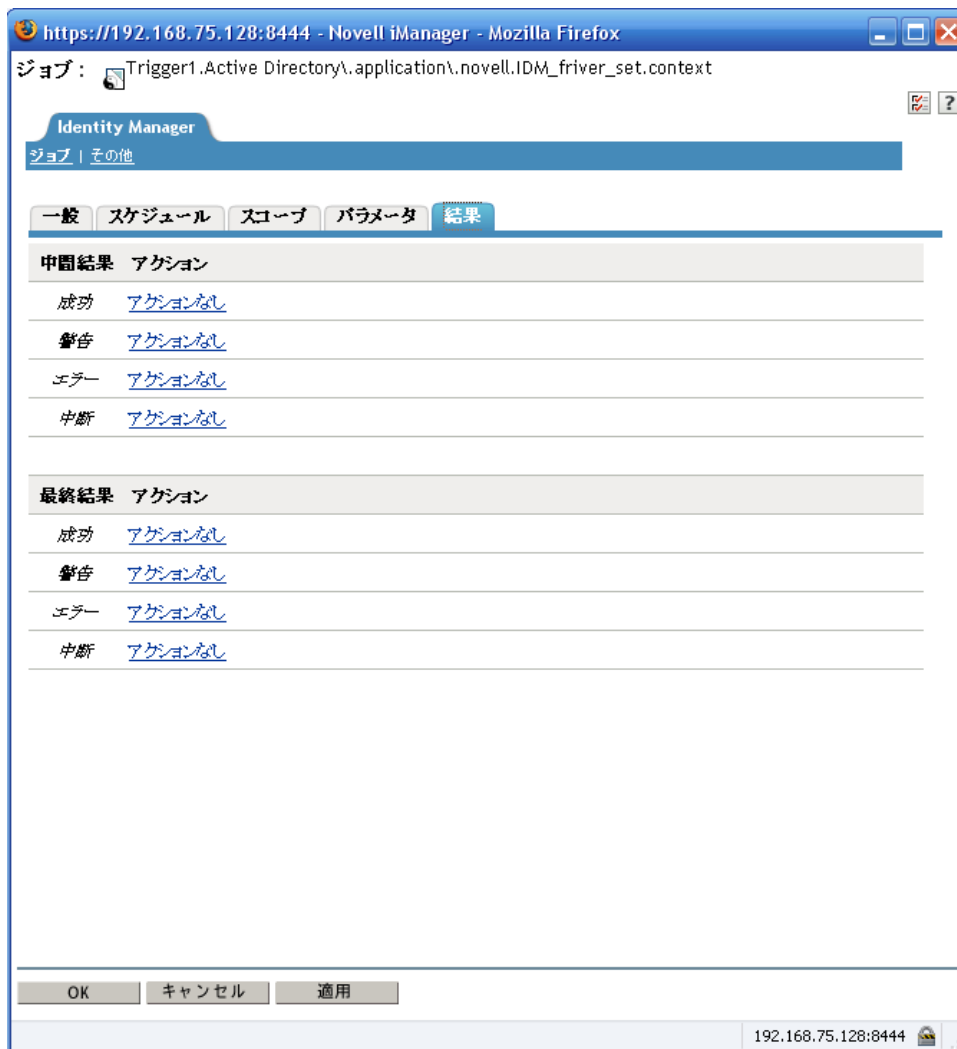 https://192.168.75.128:8444 - Novell iManager - Mozilla Firefox
ジョブ： Trigger1.Active Directory\.application\.novell.IDM_friver_set.context
?
Identity Manager
ジョブ | その他
一般 スケジュール スコープ パラメータ 結果
中間結果 アクション
成功 アクションなし
警告 アクションなし
エラー アクションなし
中断 アクションなし
最終結果 アクション
成功 アクションなし
警告 アクションなし
エラー アクションなし
中断 アクションなし
OK キャンセル 適用
192.168.75.128:8444